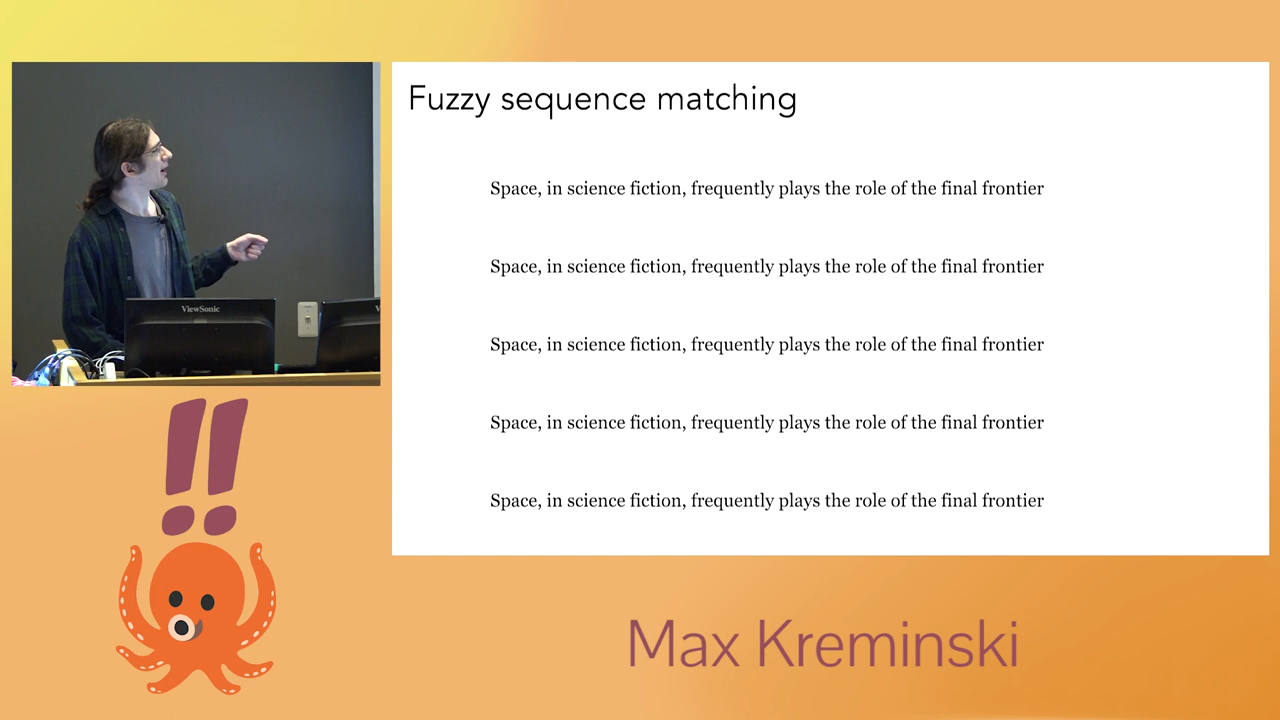 Fuzzy sequence matching
Space, in science fiction, frequently plays the role of the final frontier
Space, in science fiction, frequently plays the role of the final frontier
Space, in science fiction, frequently plays the role of the final frontier
Space, in science fiction, frequently plays the role of the final frontier
Space, in science fiction, frequently plays the role of the final frontier
ViewSonic
V
!!
Max Kreminski